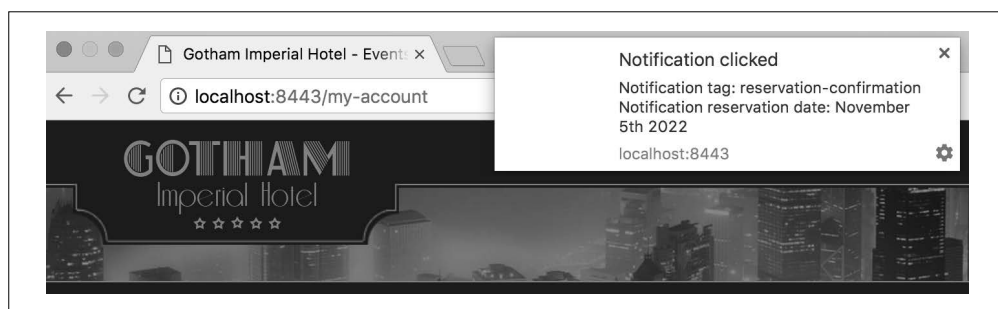 Gotham Imperial Hotel - Events
localhost:8443/my-account
Notification clicked
Notification tag: reservation-confirmation
Notification reservation date: November
5th 2022
localhost:8443
GOTHAM
Imperial Hotel